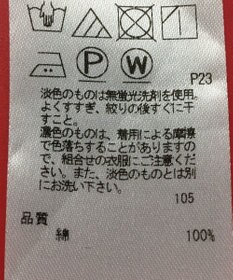 P W
P23
淡色のものは無蛍光洗剤を使用、
よくすすぎ、絞りの後すぐに干
すこと。
濃色のものは、着用による摩擦
で色落ちすることがありますの
で、組合せの衣服にご注意くだ
さい。また、淡色のものとは別
にお洗い下さい。
105
品質
綿 100%